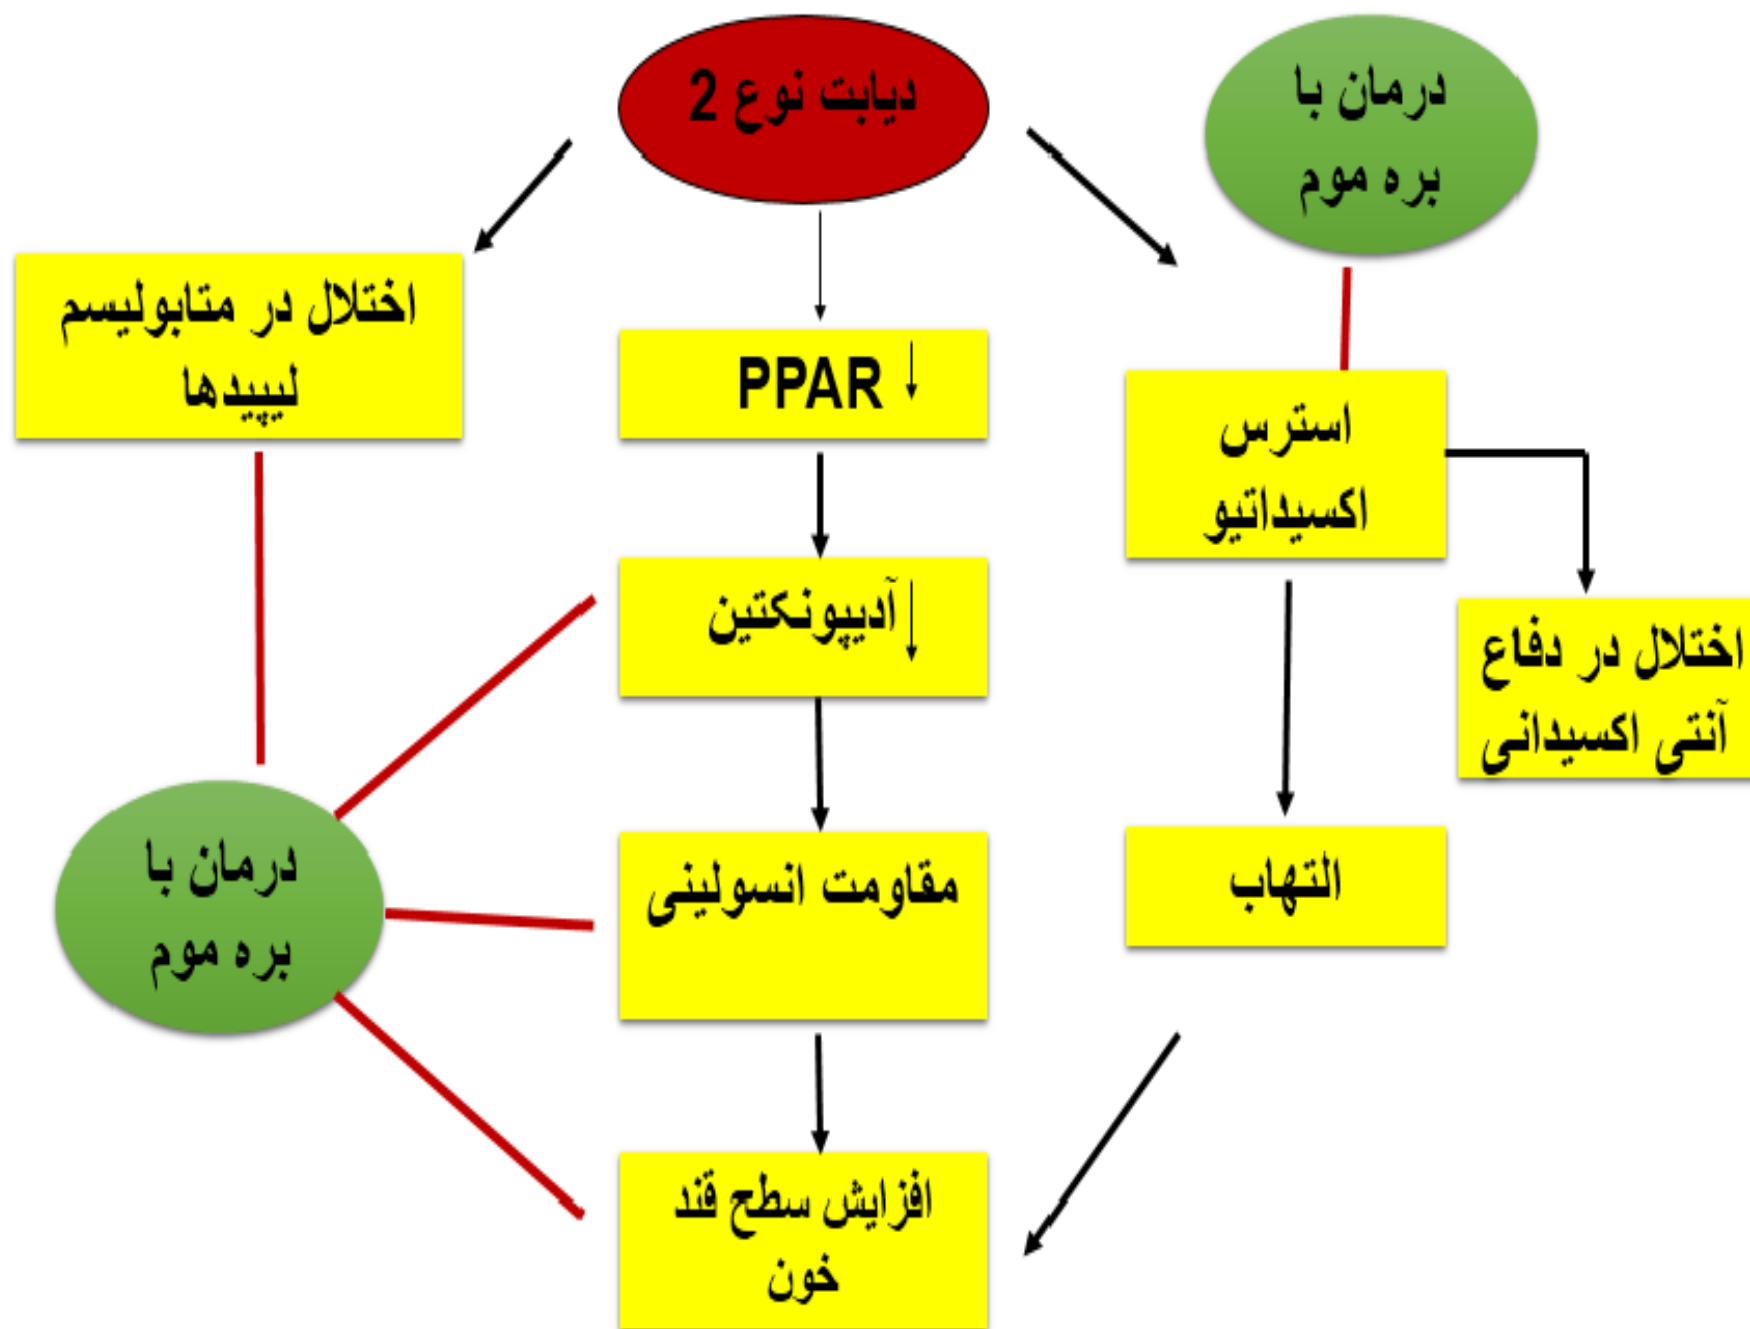 دیابت نوع 2
درمان با
بره موم
اختلال در متابولیسم
لیپیدها
PPAR ↓
استرس
اکسیداتیو
آدیپونکتین ↓
اختلال در دفاع
آنتی اکسیدانی
درمان با
بره موم
مقاومت انسولینی
التهاب
افزایش سطح قند
خون